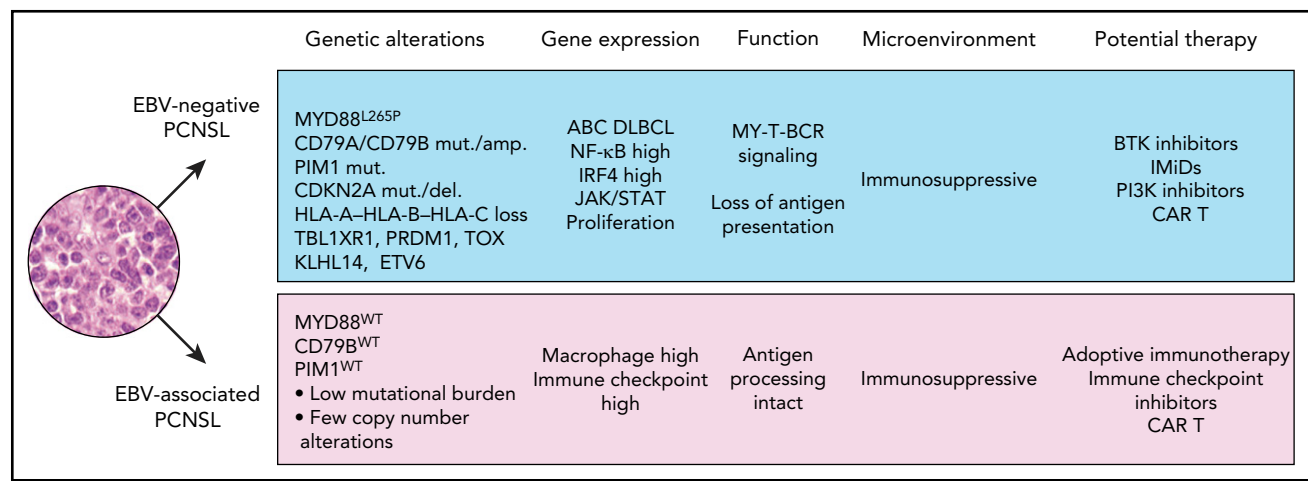 Genetic alterations
Gene expression
Function
Microenvironment
Potential therapy
EBV-negative
PCNSL
MYD88L265P
CD79A/CD79B mut./amp.
PIM1 mut.
CDKN2A mut./del.
HLA-A–HLA-B–HLA-C loss
TBL1XR1, PRDM1, TOX
KLHL14, ETV6
ABC DLBCL
NF-κB high
IRF4 high
JAK/STAT
Proliferation
MY-T-BCR
signaling
Loss of antigen
presentation
Immunosuppressive
BTK inhibitors
IMiDs
PI3K inhibitors
CAR T
EBV-associated
PCNSL
MYD88WT
CD79BWT
PIM1WT
• Low mutational burden
• Few copy number
alterations
Macrophage high
Immune checkpoint
high
Antigen
processing
intact
Immunosuppressive
Adoptive immunotherapy
Immune checkpoint
inhibitors
CAR T